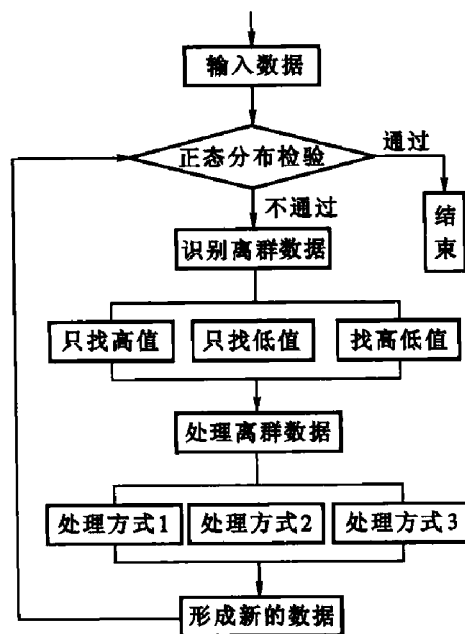 输入数据
正态分布检验
通过
不通过
结束
识别离群数据
只找高值
只找低值
找高低值
处理离群数据
处理方式1
处理方式2
处理方式3
形成新的数据